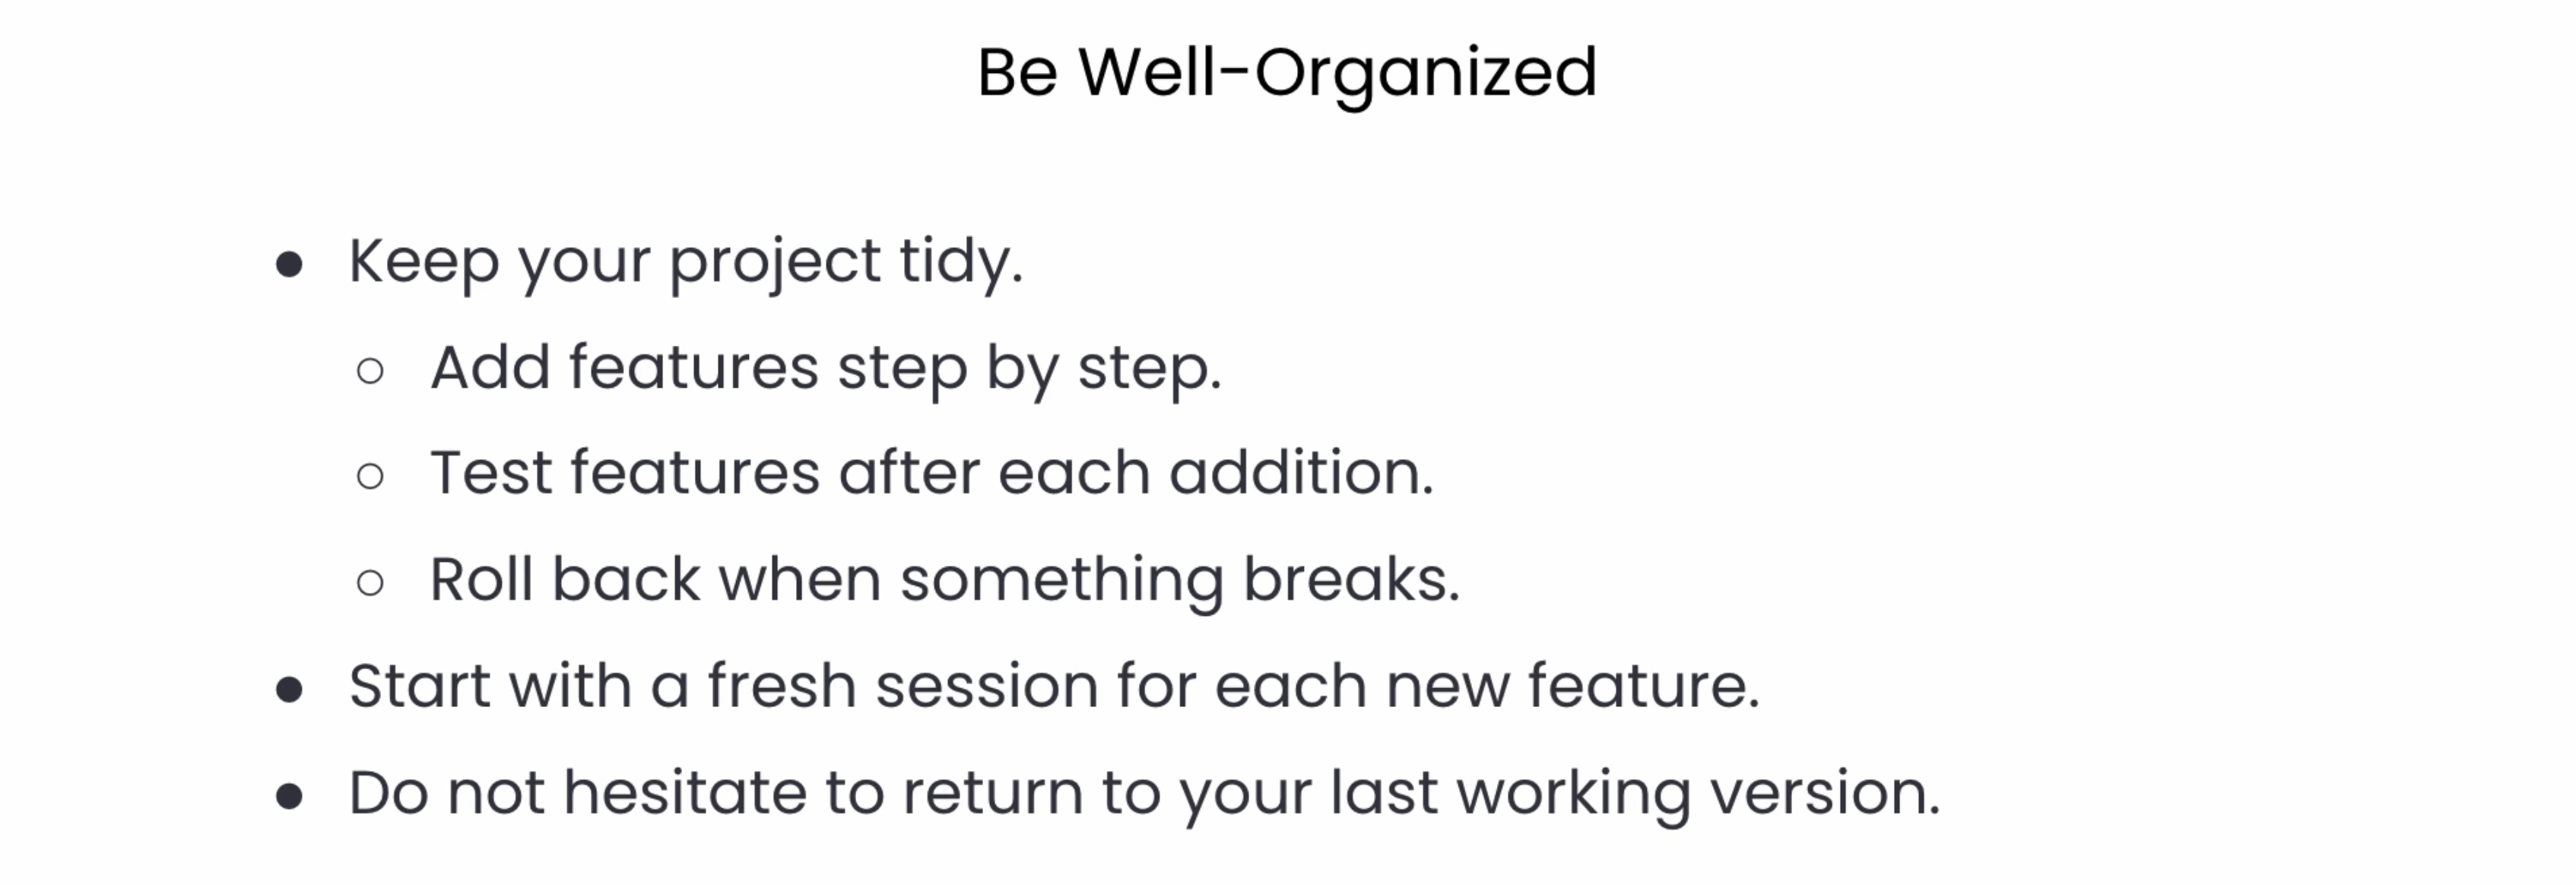 Be Well-Organized
● Keep your project tidy.
○ Add features step by step.
○ Test features after each addition.
○ Roll back when something breaks.
● Start with a fresh session for each new feature.
● Do not hesitate to return to your last working version.